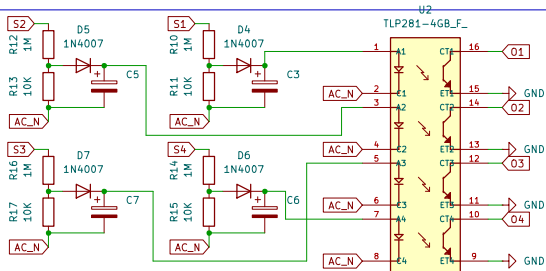 U2
TLP281-4GB_F_
S2
D5
1N4007
R12
1M
R13
10K
C5
AC_N
S1
D4
1N4007
R10
1M
R11
10K
C3
AC_N
S3
D7
1N4007
R16
1M
R17
10K
C7
AC_N
S4
D6
1N4007
R14
1M
R15
10K
C6
AC_N
1
A1
CT1
16
O1
AC_N
2
C1
ET1
15
GND
3
A2
CT2
14
O2
AC_N
4
C2
ET2
13
GND
5
A3
CT3
12
O3
AC_N
6
C3
ET3
11
GND
7
A4
CT4
10
O4
AC_N
8
C4
ET4
9
GND